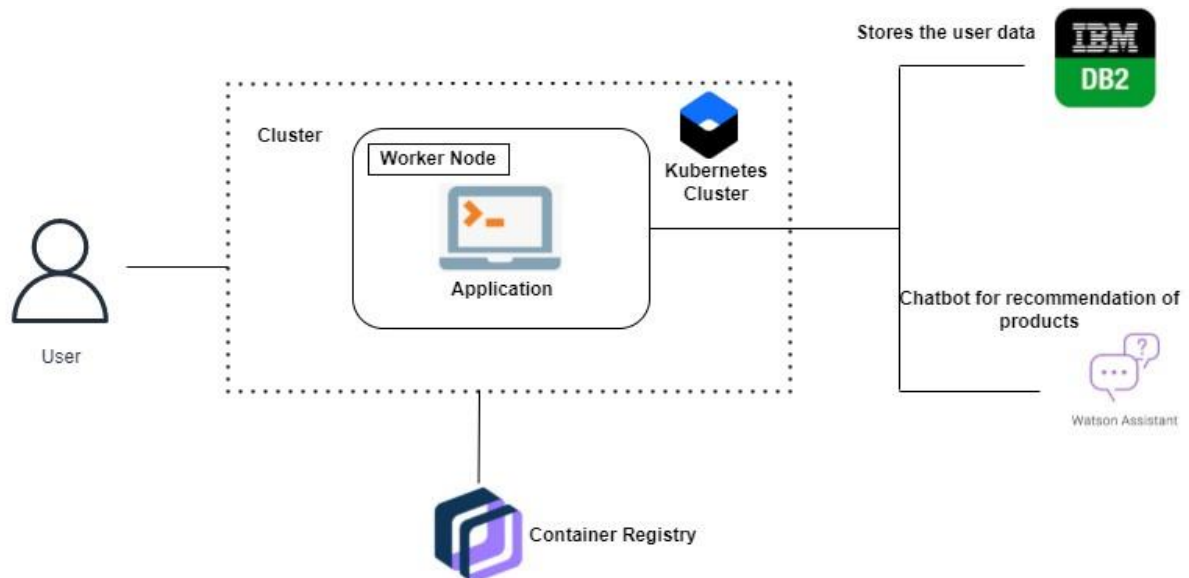 Stores the user data
IBM
DB2
Cluster
Worker Node
Kubernetes
Cluster
>_
Application
User
Chatbot for recommendation of
products
?
Watson Assistant
Container Registry